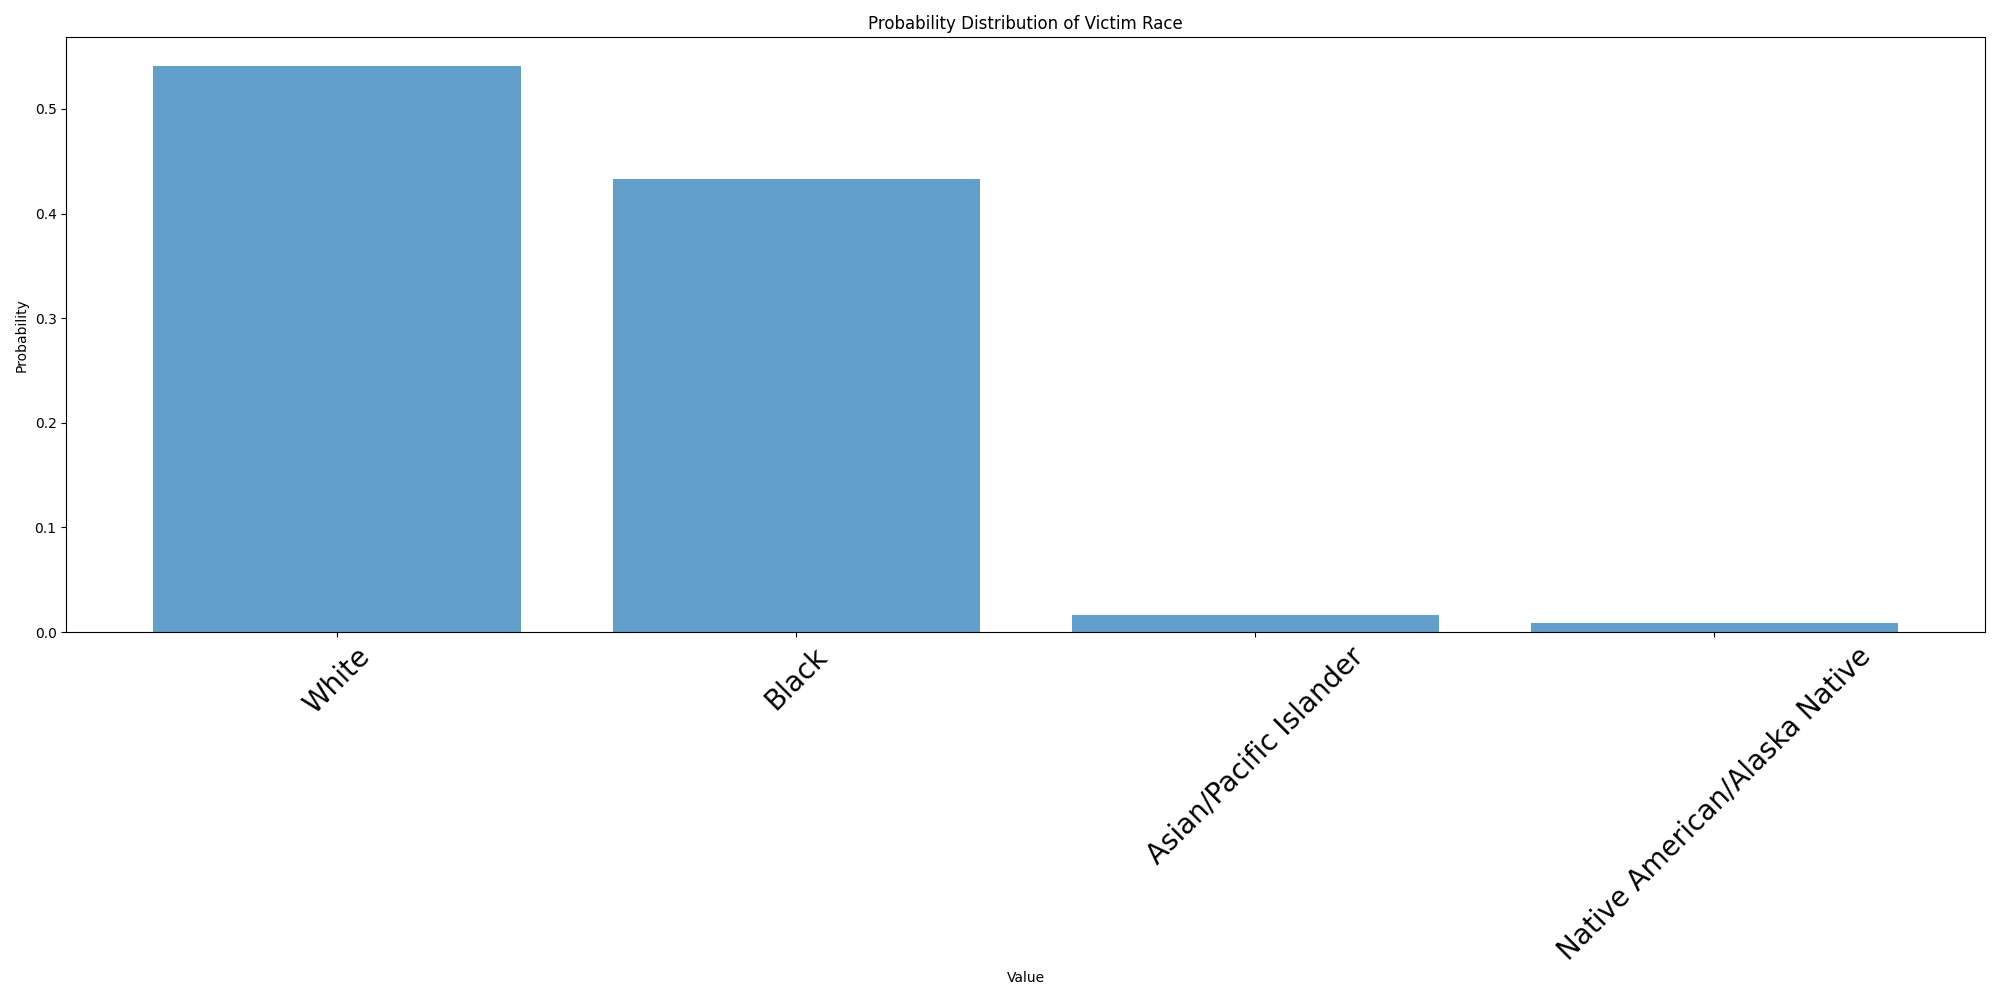 Probability Distribution of Victim Race
Probability
0.5
0.4
0.3
0.2
0.1
0.0
White
Black
Asian/Pacific Islander
Native American/Alaska Native
Value